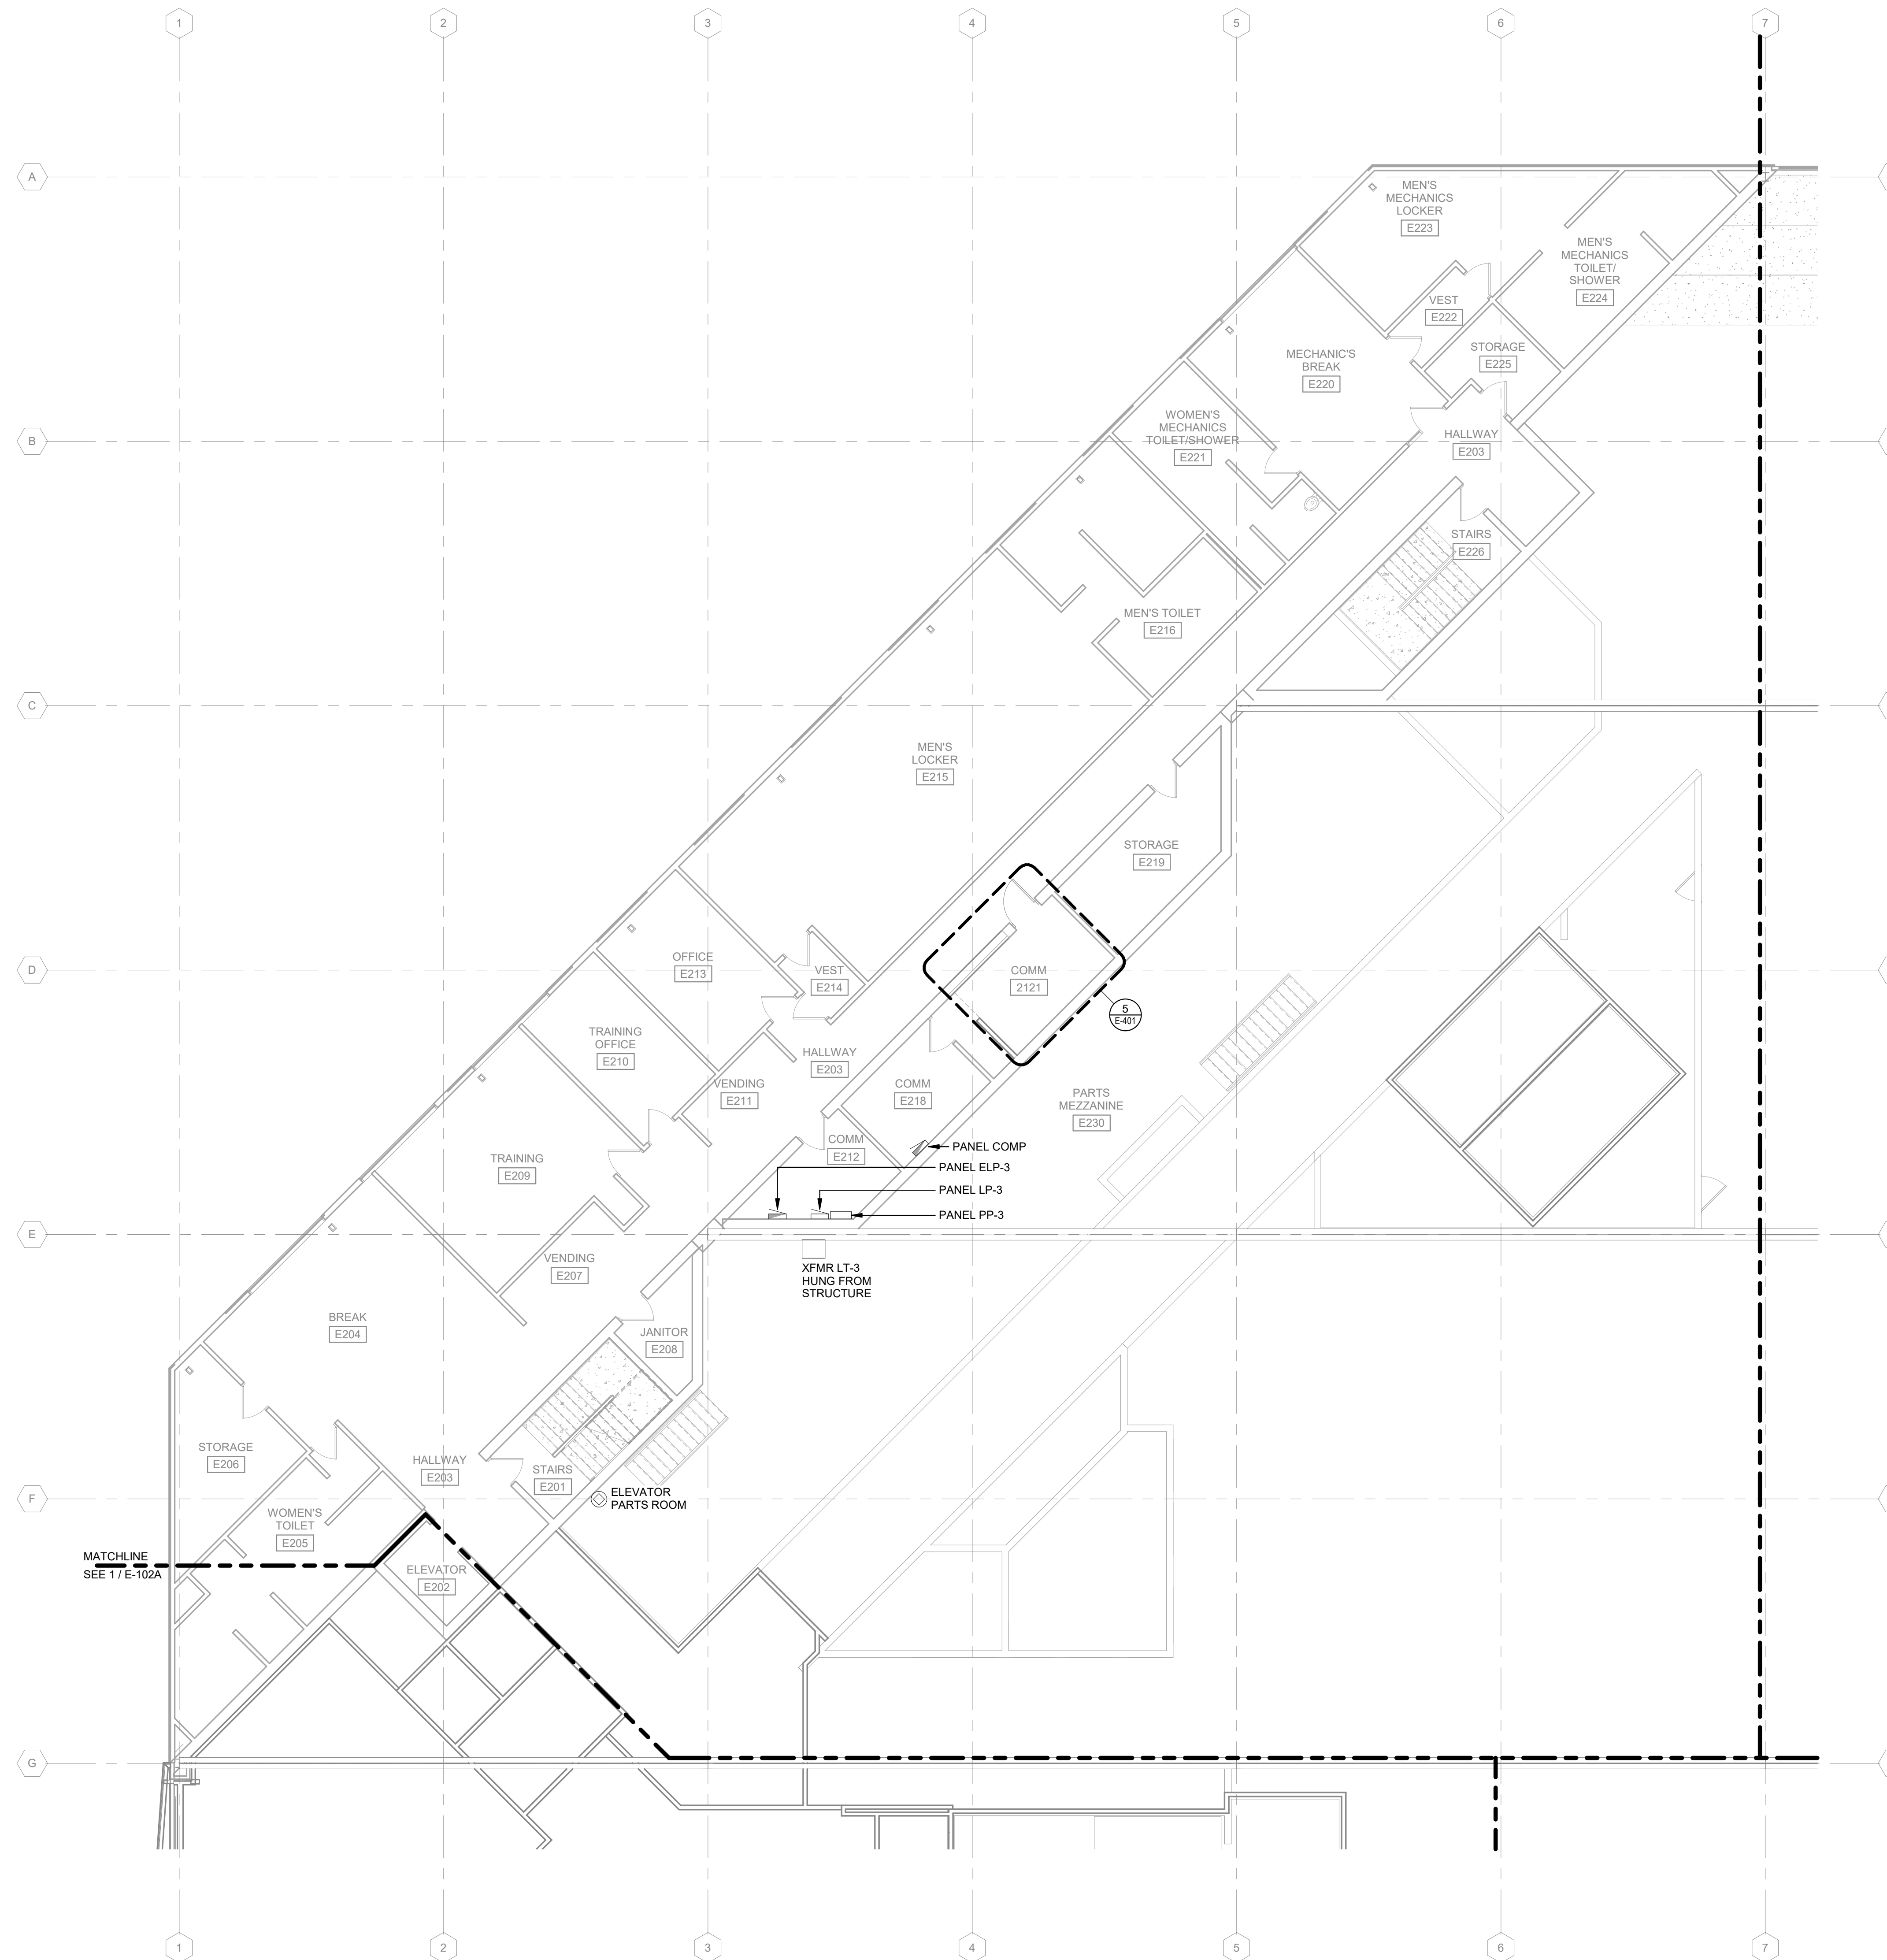 1
2
3
4
5
6
7
A
MEN'S
MECHANICS
LOCKER
E223
MEN'S
MECHANICS
TOILET/
SHOWER
E224
VEST
E222
STORAGE
E225
MECHANIC'S
BREAK
E220
WOMEN'S
MECHANICS
TOILET/SHOWER
E221
B
HALLWAY
E203
STAIRS
E226
MEN'S TOILET
E216
C
MEN'S
LOCKER
E215
STORAGE
E219
OFFICE
E213
D
VEST
E214
COMM
2121
5
E-401
TRAINING
OFFICE
E210
HALLWAY
E203
VENDING
E211
COMM
E218
PARTS
MEZZANINE
E230
COMM
E212
PANEL COMP
PANEL ELP-3
PANEL LP-3
PANEL PP-3
TRAINING
E209
E
VENDING
E207
XFMR LT-3
HUNG FROM
STRUCTURE
BREAK
E204
JANITOR
E208
STORAGE
E206
HALLWAY
E203
STAIRS
E201
ELEVATOR
PARTS ROOM
F
WOMEN'S
TOILET
E205
MATCHLINE
SEE 1 / E-102A
ELEVATOR
E202
G
1
2
3
4
5
6
7